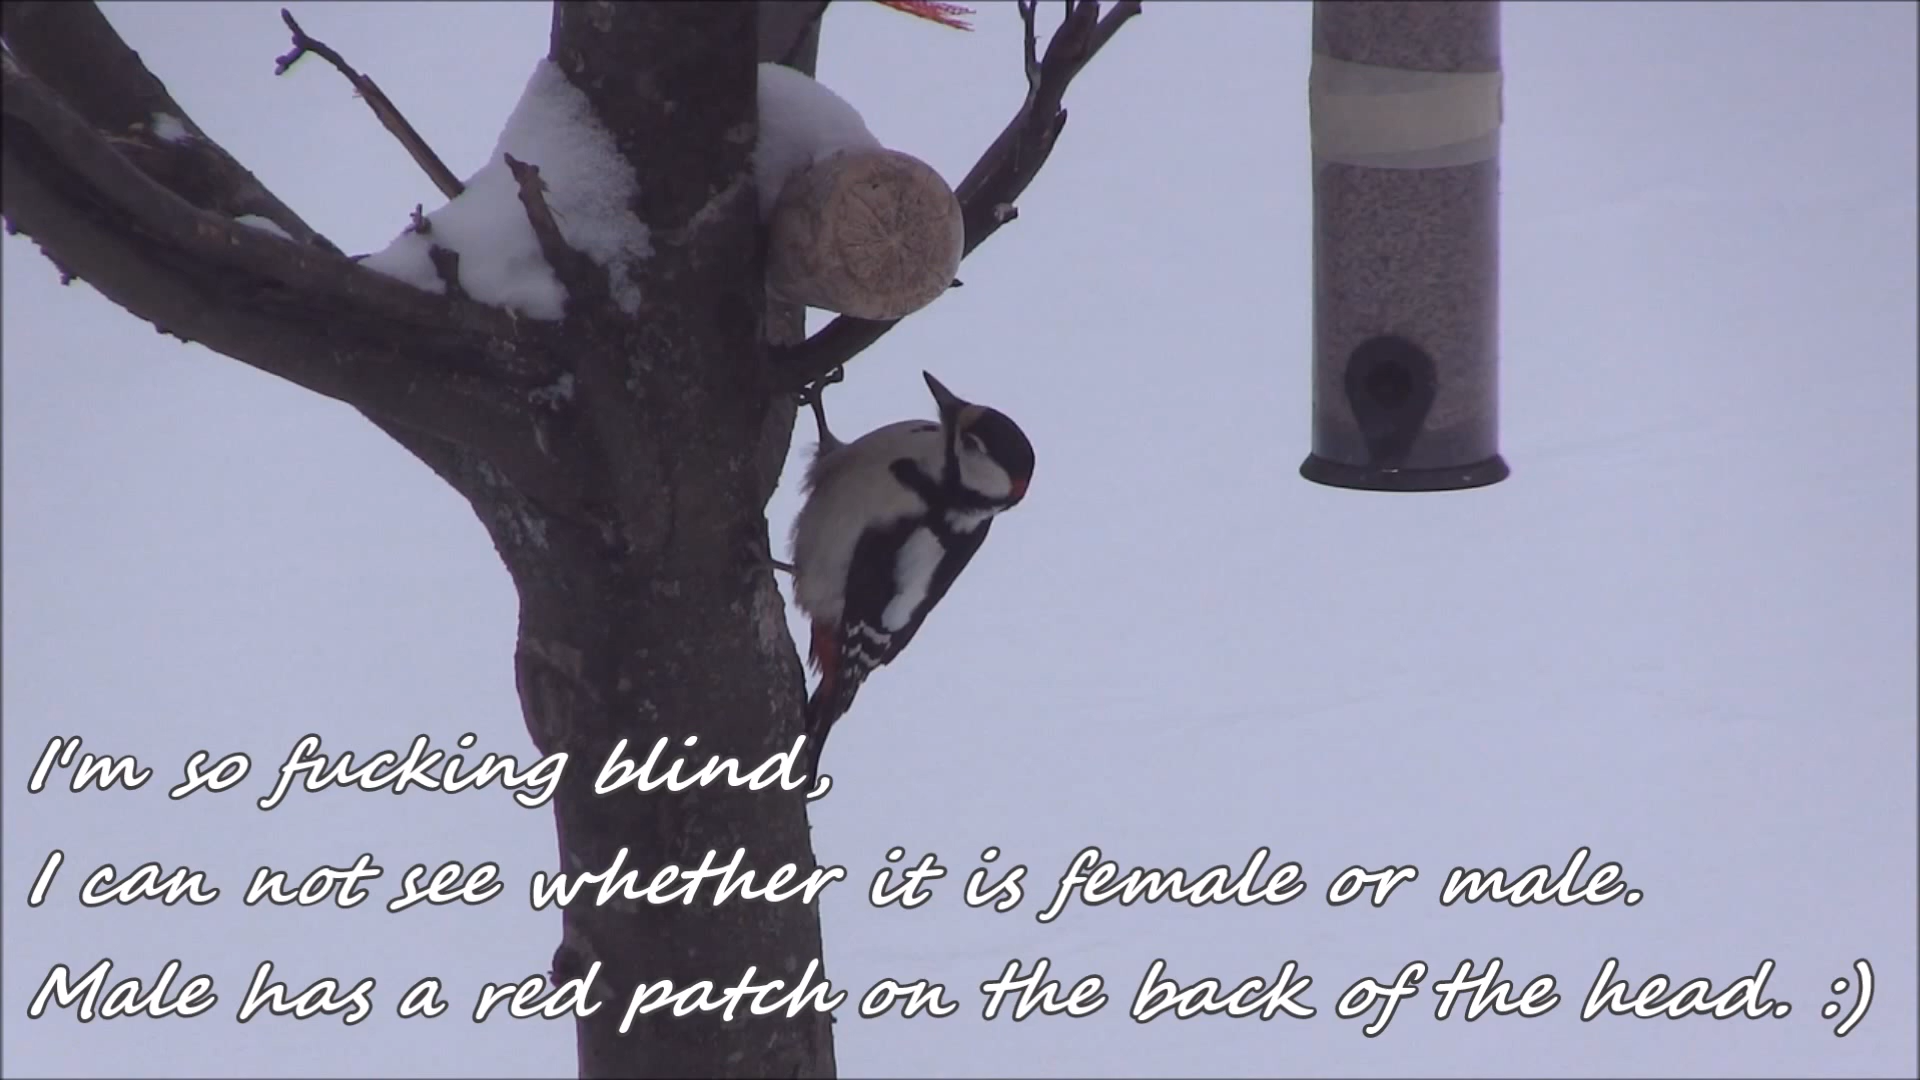 I'm so fucking blind,
I can not see whether it is female or male.
Male has a red patch on the back of the head. :)